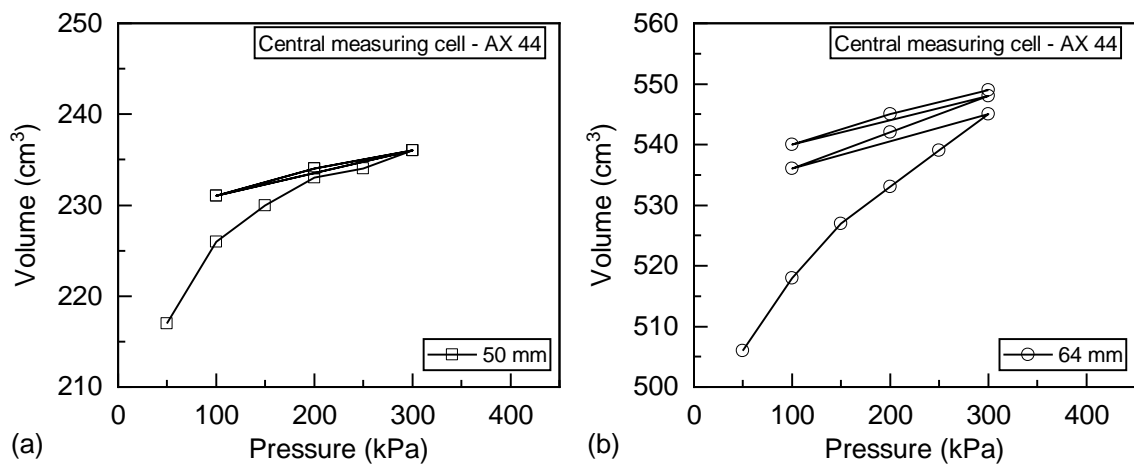 250
240
230
220
210
Volume (cm³)
Central measuring cell - AX 44
50 mm
0 100 200 300 400
Pressure (kPa)
(a)
560
550
540
530
520
510
500
Volume (cm³)
Central measuring cell - AX 44
64 mm
0 100 200 300 400
Pressure (kPa)
(b)